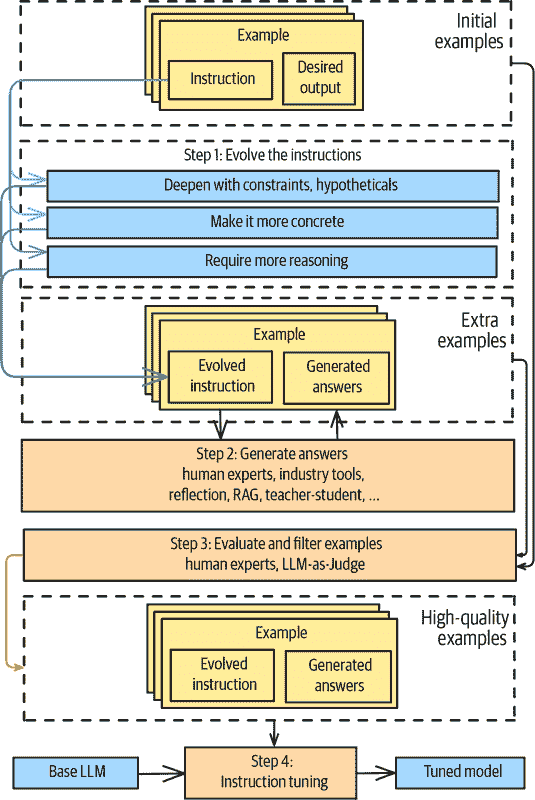 Initial
examples
Example
Instruction
Desired
output
Step 1: Evolve the instructions
Deepen with constraints, hypotheticals
Make it more concrete
Require more reasoning
Extra
examples
Example
Evolved
instruction
Generated
answers
Step 2: Generate answers
human experts, industry tools,
reflection, RAG, teacher-student, ...
Step 3: Evaluate and filter examples
human experts, LLM-as-Judge
High-quality
examples
Example
Evolved
instruction
Generated
answers
Base LLM
Step 4:
Instruction tuning
Tuned model